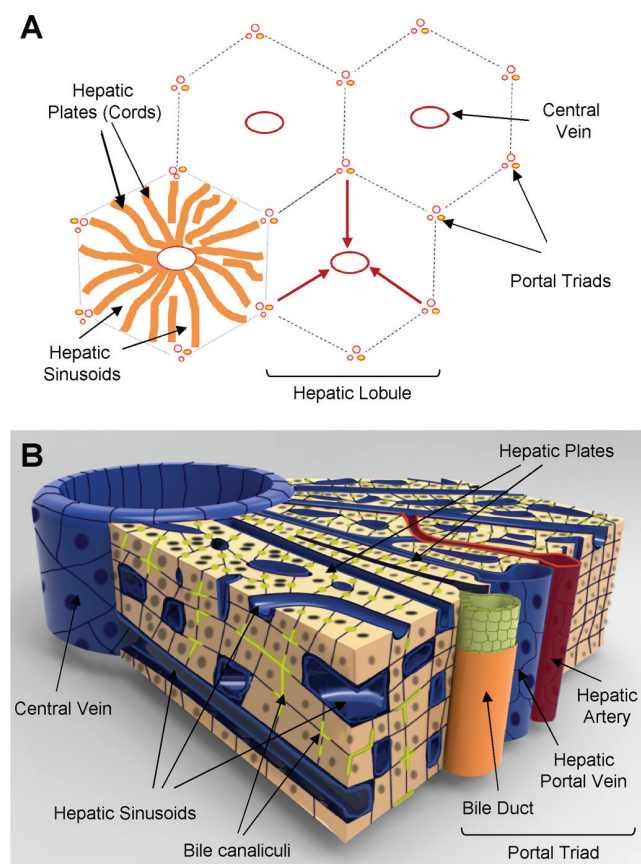 A
Hepatic
Plates (Cords)
Central
Vein
Portal Triads
Hepatic
Sinusoids
Hepatic Lobule
B
Hepatic Plates
Central Vein
Hepatic
Artery
Hepatic
Portal Vein
Hepatic Sinusoids
Bile Duct
Bile canaliculi
Portal Triad